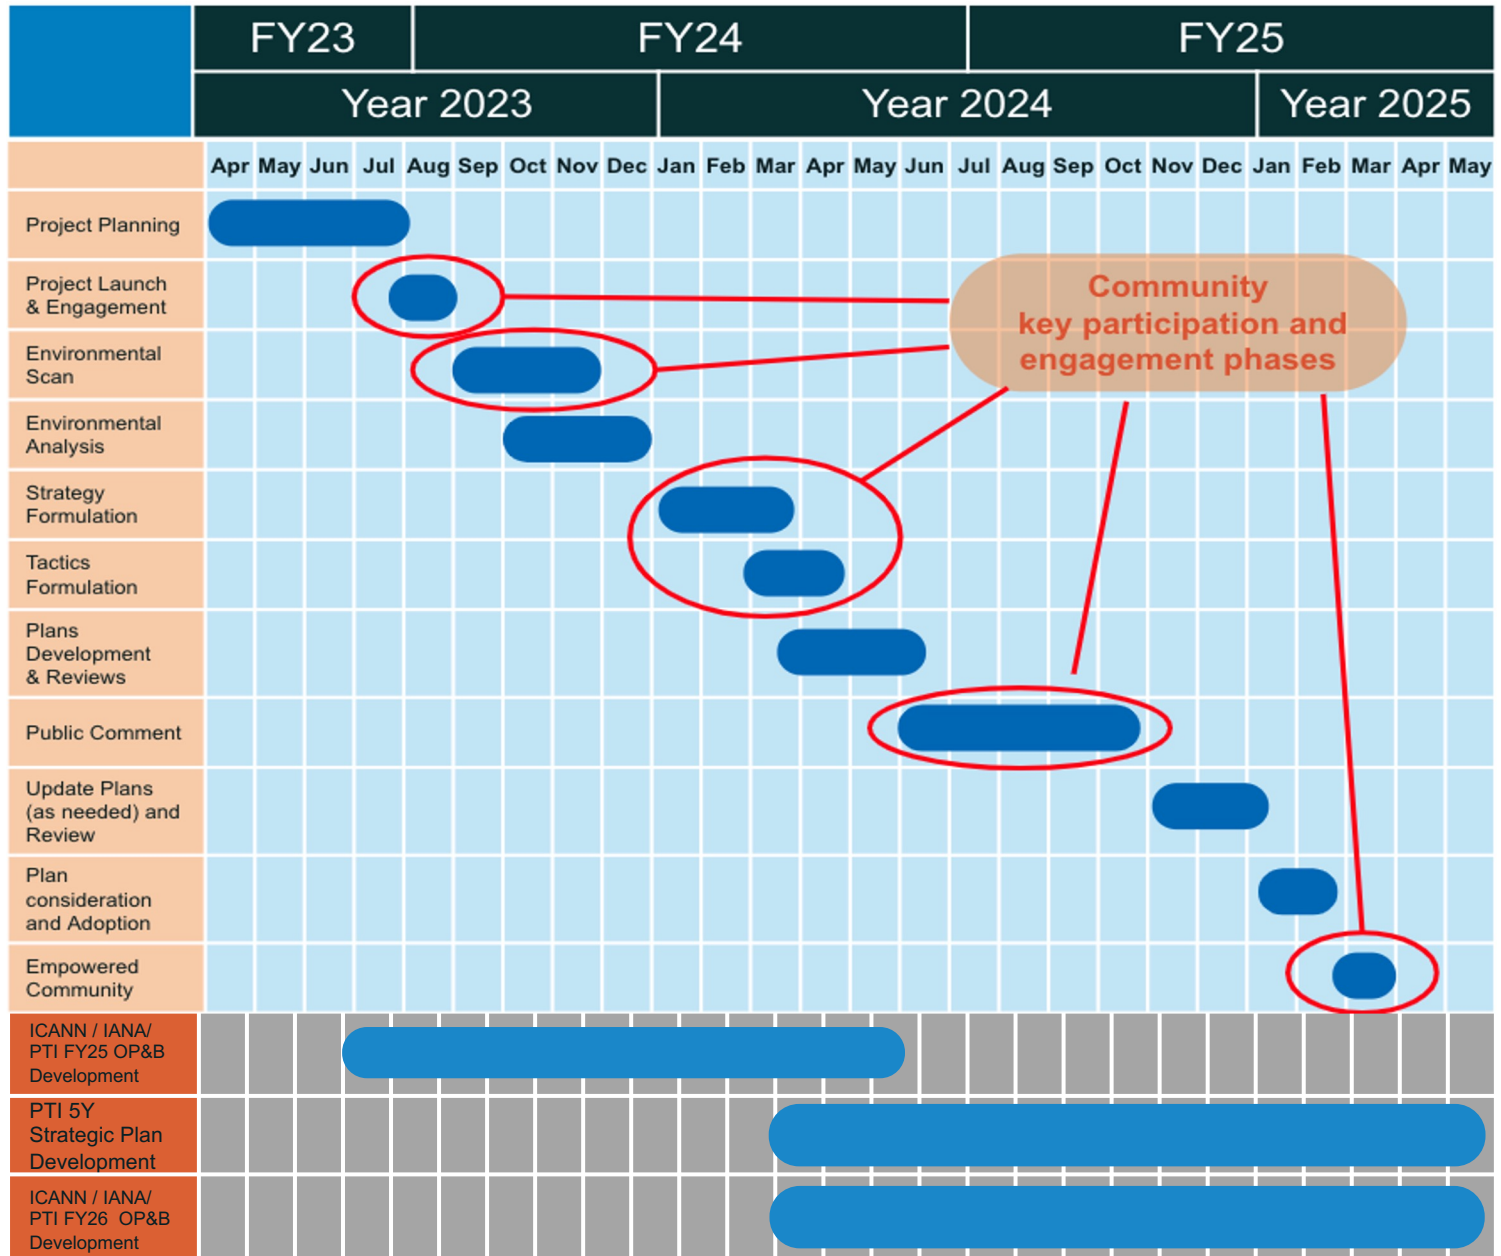 FY23 FY24 FY25
Year 2023 Year 2024 Year 2025
Apr May Jun Jul Aug Sep Oct Nov Dec Jan Feb Mar Apr May Jun Jul Aug Sep Oct Nov Dec Jan Feb Mar Apr May
Project Planning
Project Launch
& Engagement
Community
key participation and
engagement phases
Environmental
Scan
Environmental
Analysis
Strategy
Formulation
Tactics
Formulation
Plans
Development
& Reviews
Public Comment
Update Plans
(as needed) and
Review
Plan
consideration
and Adoption
Empowered
Community
ICANN / IANA/
PTI FY25 OP&B
Development
PTI 5Y
Strategic Plan
Development
ICANN / IANA/
PTI FY26 OP&B
Development